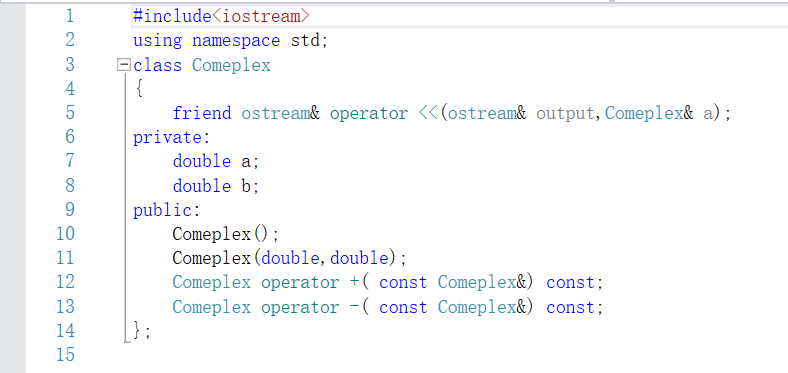 1 #include<iostream>
2 using namespace std;
3 class Comeplex
4 {
5 friend ostream& operator <<(ostream& output,Comeplex& a);
6 private:
7 double a;
8 double b;
9 public:
10 Comeplex();
11 Comeplex(double,double);
12 Comeplex operator +( const Comeplex&) const;
13 Comeplex operator -( const Comeplex&) const;
14 };
15